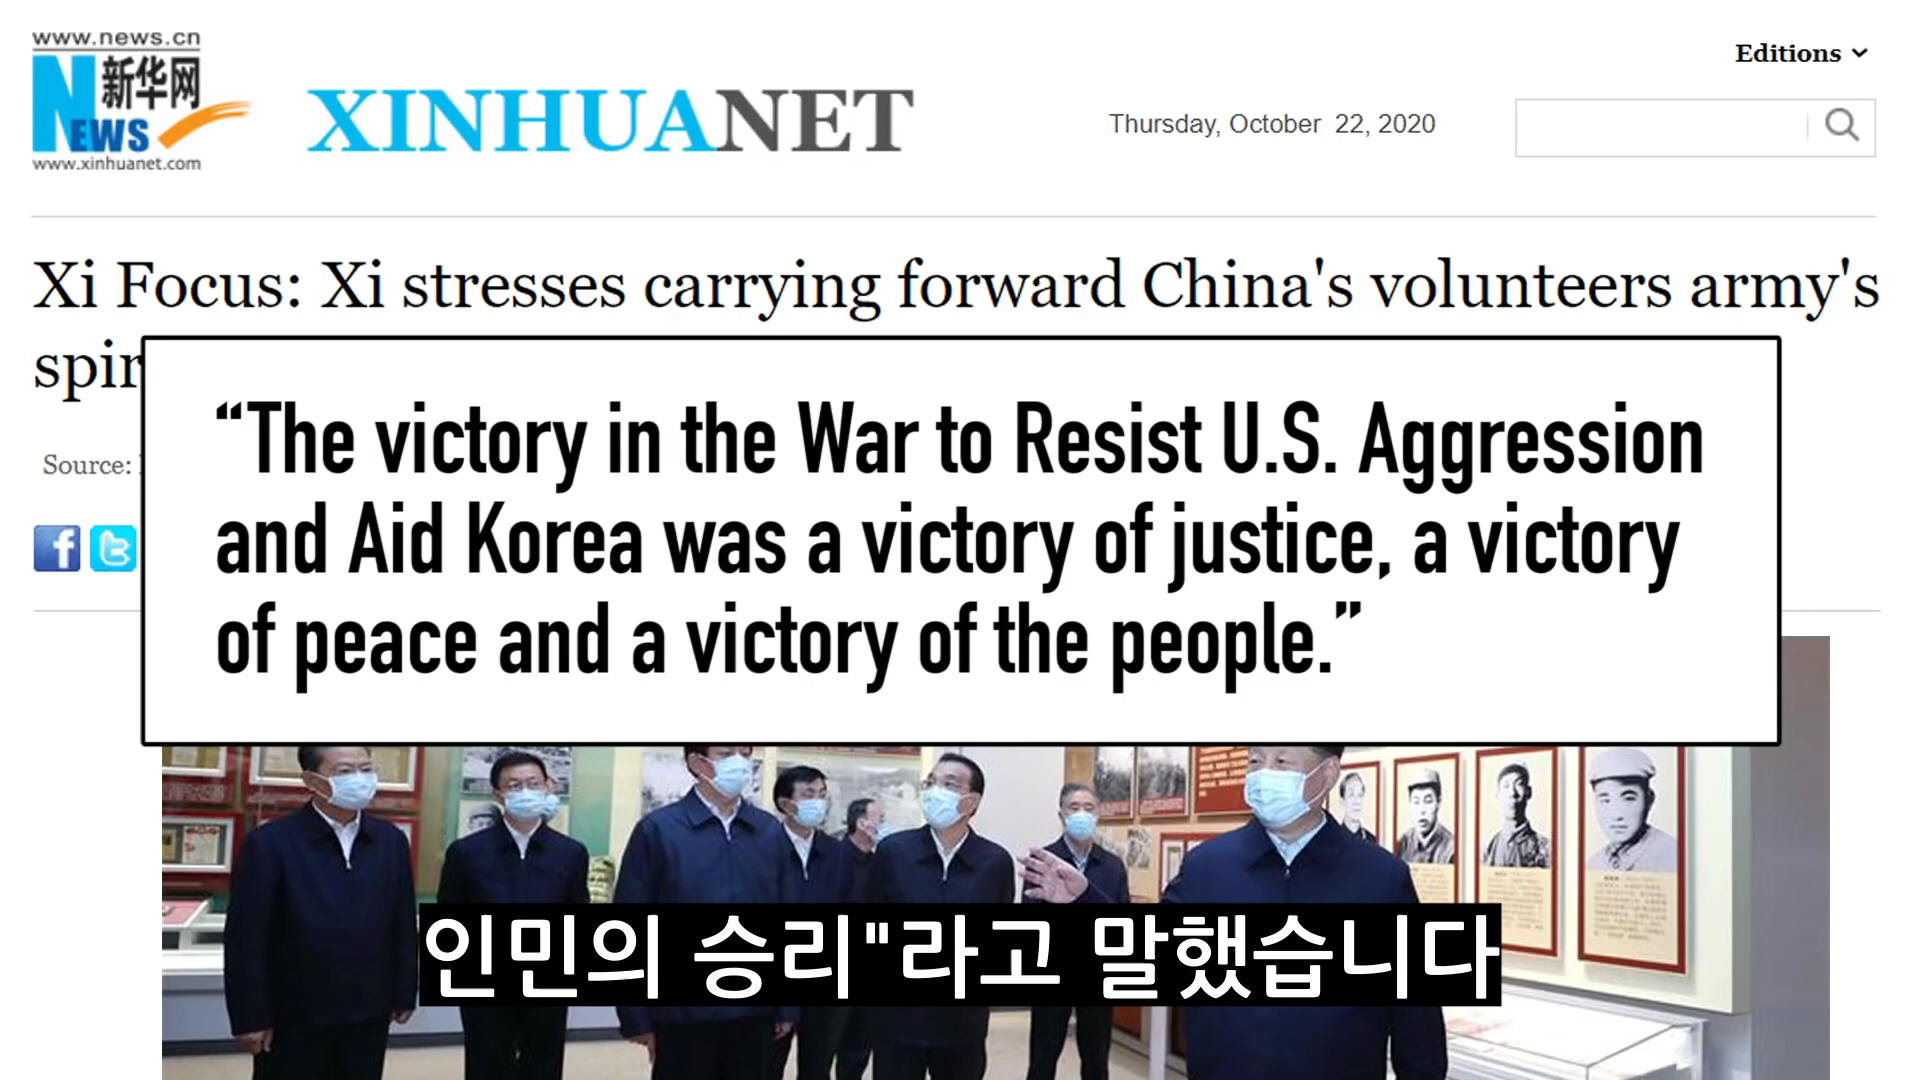 www.news.cn
新华网
NEWS
www.xinhuanet.com
XINHUANET
Thursday, October 22, 2020
Editions
Xi Focus: Xi stresses carrying forward China's volunteers army's
Source:
“The victory in the War to Resist U.S. Aggression
and Aid Korea was a victory of justice, a victory
of peace and a victory of the people.”
인민의 승리"라고 말했습니다